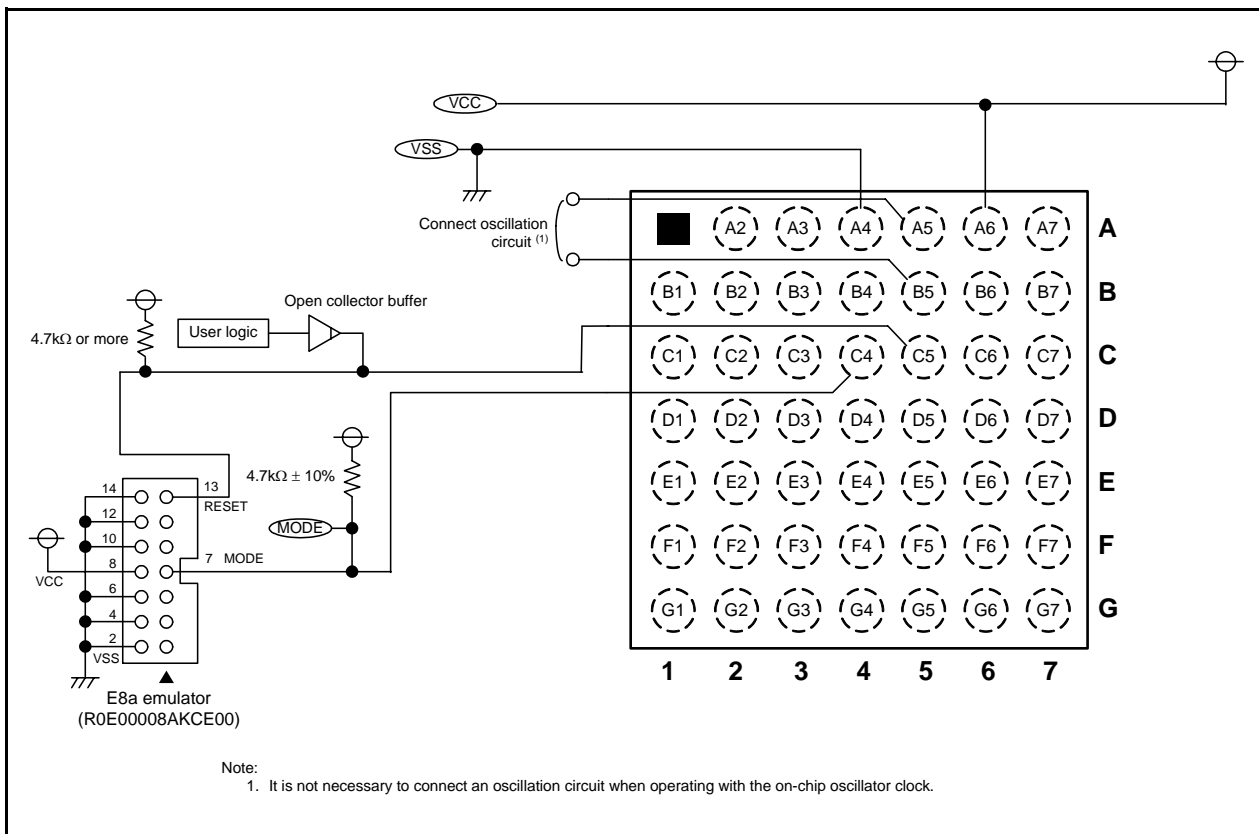 VCC
VSS
Connect oscillation
circuit (1)
A2 A3 A4 A5 A6 A7 A
B1 B2 B3 B4 B5 B6 B7 B
Open collector buffer
User logic
4.7kΩ or more
C1 C2 C3 C4 C5 C6 C7 C
D1 D2 D3 D4 D5 D6 D7 D
4.7kΩ ± 10%
E1 E2 E3 E4 E5 E6 E7 E
14 13
RESET
12
MODE
10
F1 F2 F3 F4 F5 F6 F7 F
8 7 MODE
VCC
6
4
G1 G2 G3 G4 G5 G6 G7 G
2
VSS
1 2 3 4 5 6 7
E8a emulator
(R0E00008AKCE00)
Note:
1. It is not necessary to connect an oscillation circuit when operating with the on-chip oscillator clock.